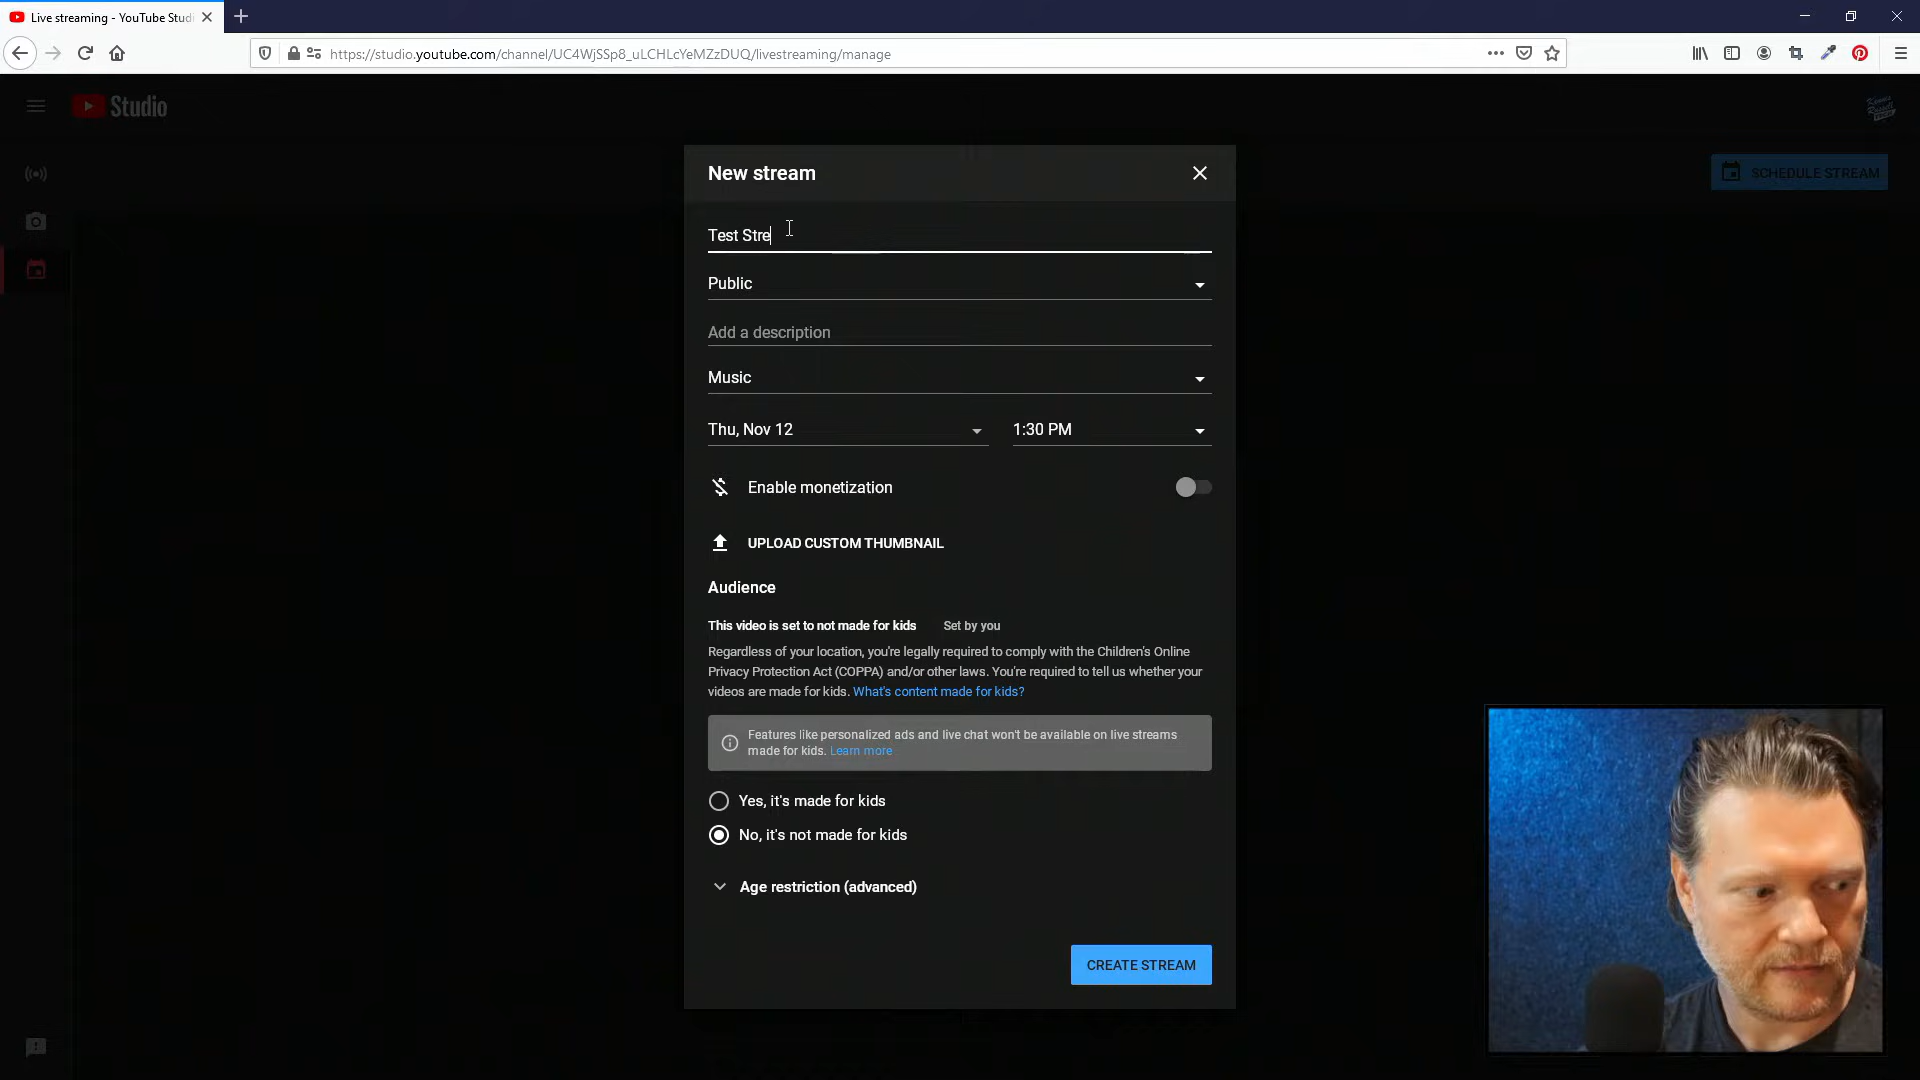 Live streaming - YouTube Stud
https://studio.youtube.com/channel/UC4WjSSp8_uLCHLcYeMZzDUQ/livestreaming/manage
Studio
SCHEDULE STREAM
New stream
Test Stre
Public
Add a description
Music
Thu, Nov 12
1:30 PM
Enable monetization
UPLOAD CUSTOM THUMBNAIL
Audience
This video is set to not made for kids
Set by you
Regardless of your location, you're legally required to comply with the Children's Online
Privacy Protection Act (COPPA) and/or other laws. You're required to tell us whether your
videos are made for kids. What's content made for kids?
Features like personalized ads and live chat won't be available on live streams
made for kids. Learn more
Yes, it's made for kids
No, it's not made for kids
Age restriction (advanced)
CREATE STREAM